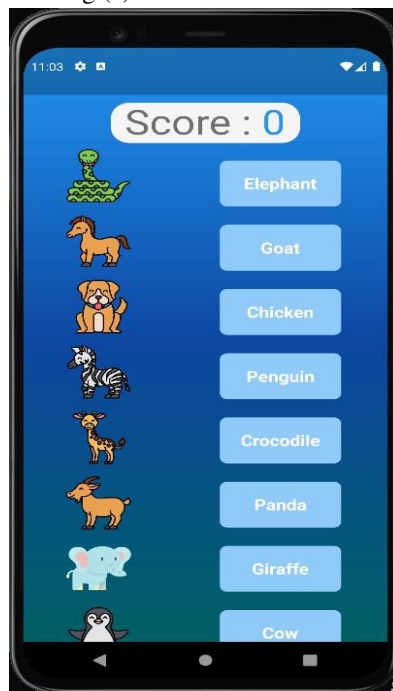 11:03
Score : 0
Elephant
Goat
Chicken
Penguin
Crocodile
Panda
Giraffe
Cow